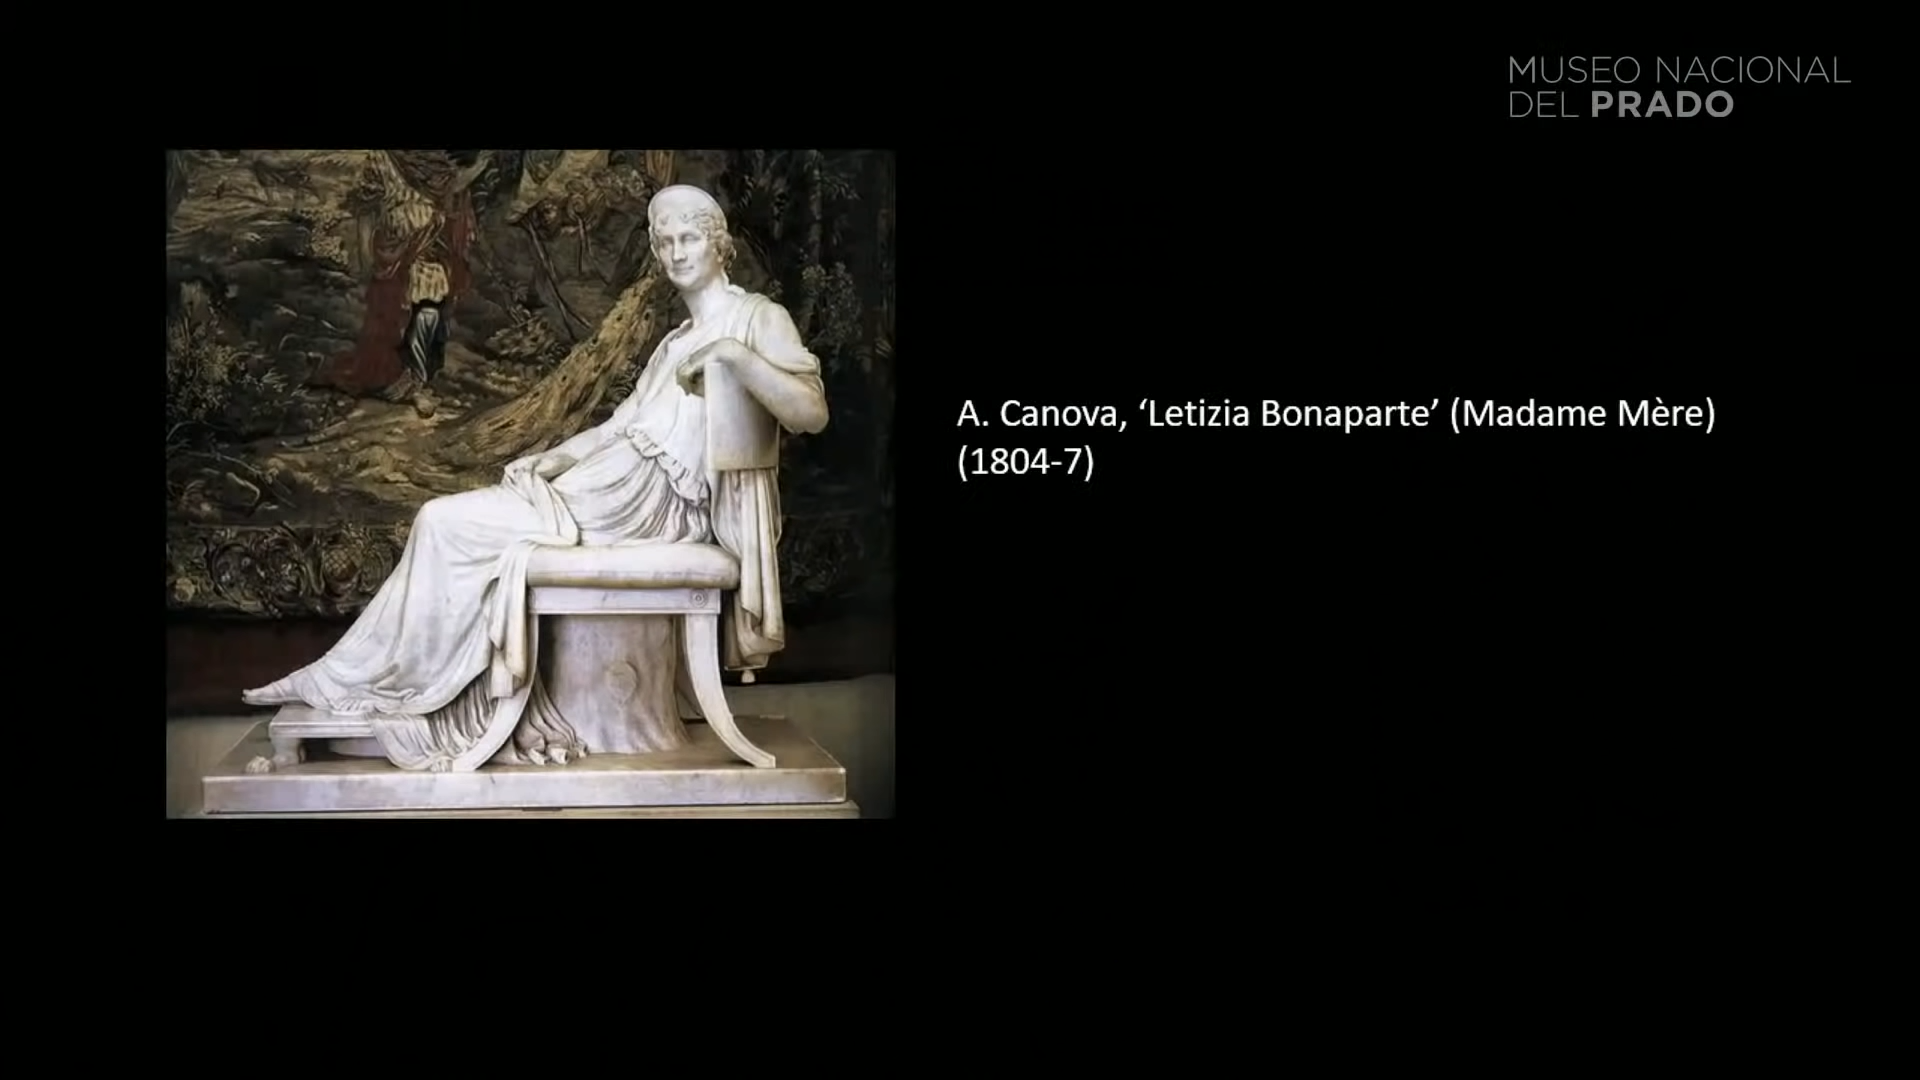 MUSEO NACIONAL
DEL PRADO
A. Canova, ‘Letizia Bonaparte’ (Madame Mère)
(1804-7)